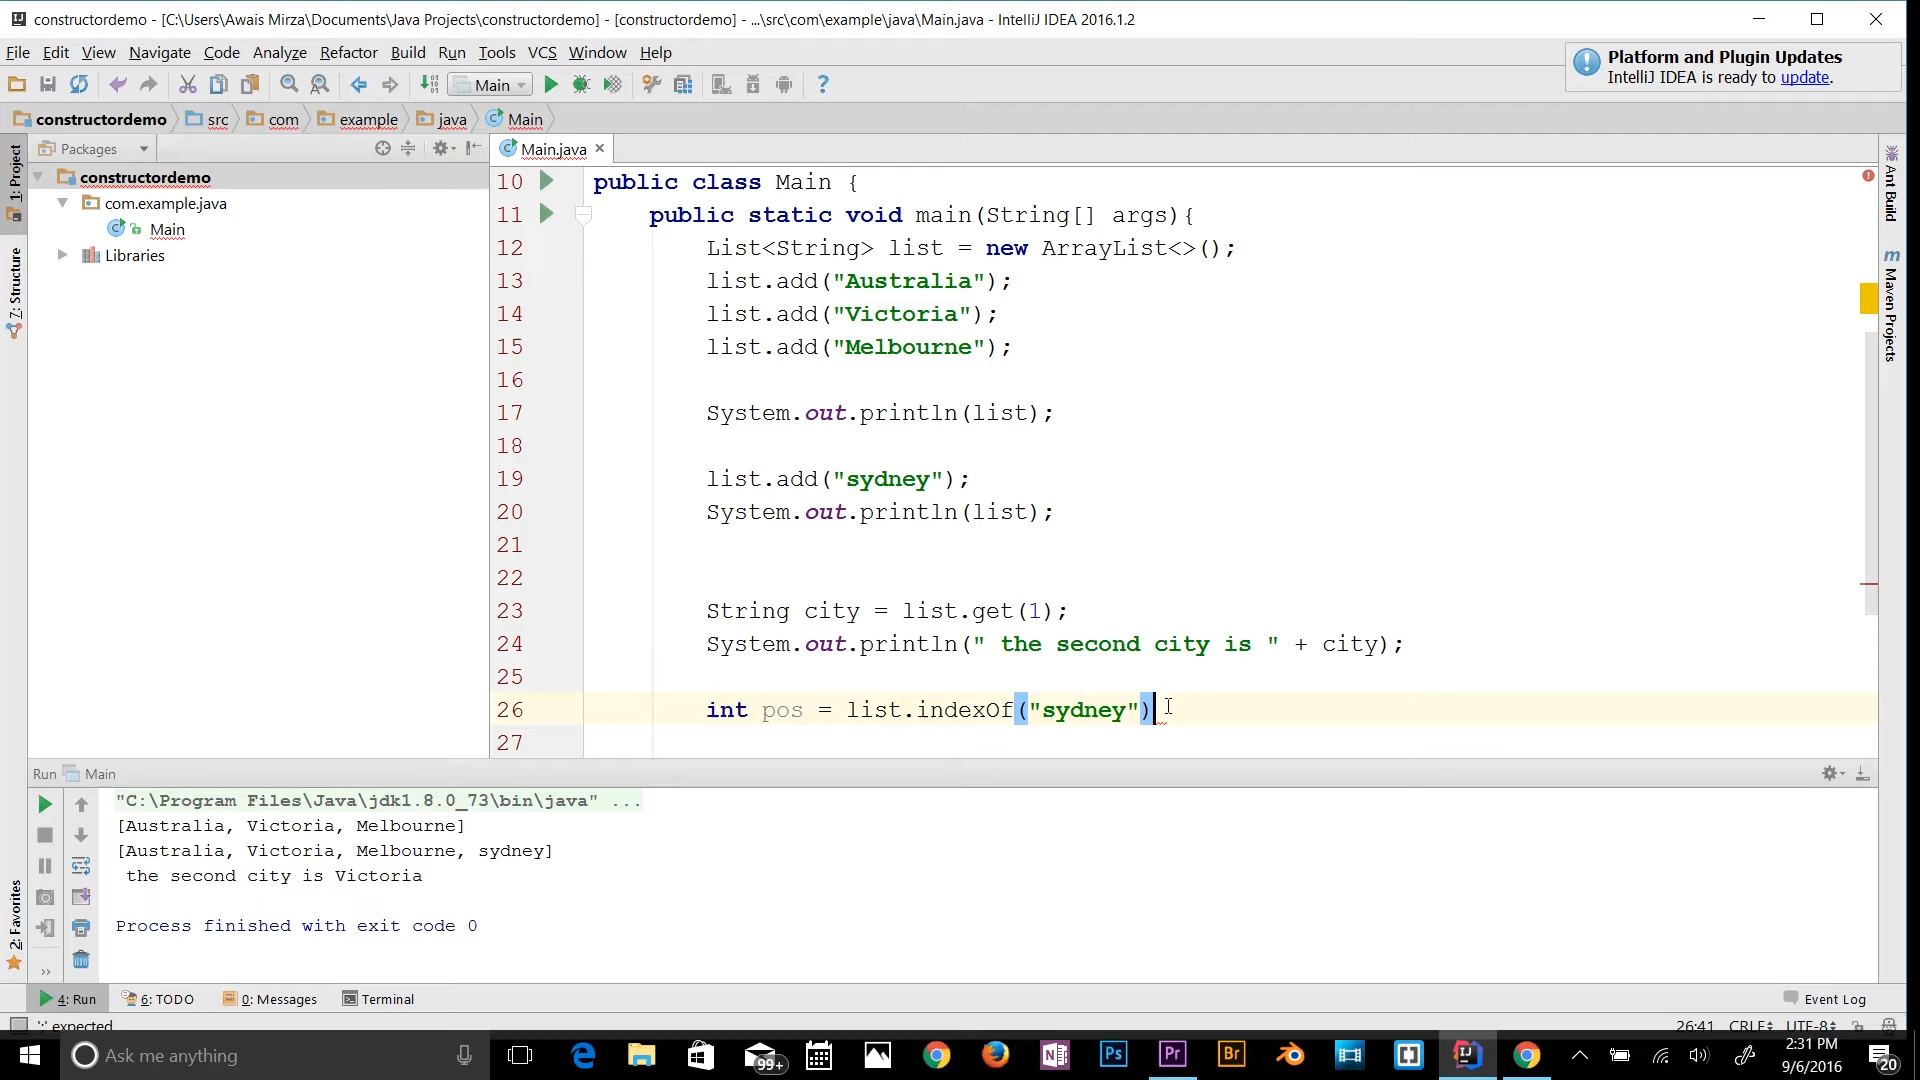 constructordemo - [C:\Users\Awais Mirza\Documents\Java Projects\constructordemo] - [constructordemo] - ...\src\com\example\java\Main.java - IntelliJ IDEA 2016.1.2
File Edit View Navigate Code Analyze Refactor Build Run Tools VCS Window Help
Platform and Plugin Updates
IntelliJ IDEA is ready to update.
Main
constructordemo src com example java Main
Packages
Main.java
1: Project
7: Structure
2: Favorites
constructordemo
com.example.java
Main
Libraries
10 public class Main {
11 public static void main(String[] args){
12 List<String> list = new ArrayList<>();
13 list.add("Australia");
14 list.add("Victoria");
15 list.add("Melbourne");
16
17 System.out.println(list);
18
19 list.add("sydney");
20 System.out.println(list);
21
22
23 String city = list.get(1);
24 System.out.println(" the second city is " + city);
25
26 int pos = list.indexOf("sydney")
27
Ant Build
Maven Projects
Run Main
"C:\Program Files\Java\jdk1.8.0_73\bin\java" ...
[Australia, Victoria, Melbourne]
[Australia, Victoria, Melbourne, sydney]
the second city is Victoria
Process finished with exit code 0
4: Run 6: TODO 0: Messages Terminal Event Log
';' expected 26:41 CRLF UTF-8
Ask me anything
99+
Ps Pr Br
2:31 PM
9/6/2016
20